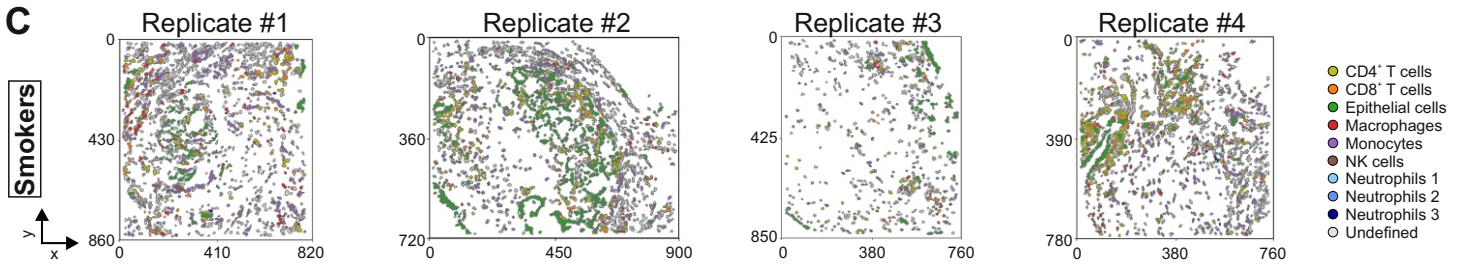 C
Replicate #1
Replicate #2
Replicate #3
Replicate #4
Smokers
y
x
0
430
860
0
410
820
0
360
720
0
450
900
0
425
850
0
380
760
0
390
780
0
380
760
CD4⁺ T cells
CD8⁺ T cells
Epithelial cells
Macrophages
Monocytes
NK cells
Neutrophils 1
Neutrophils 2
Neutrophils 3
Undefined